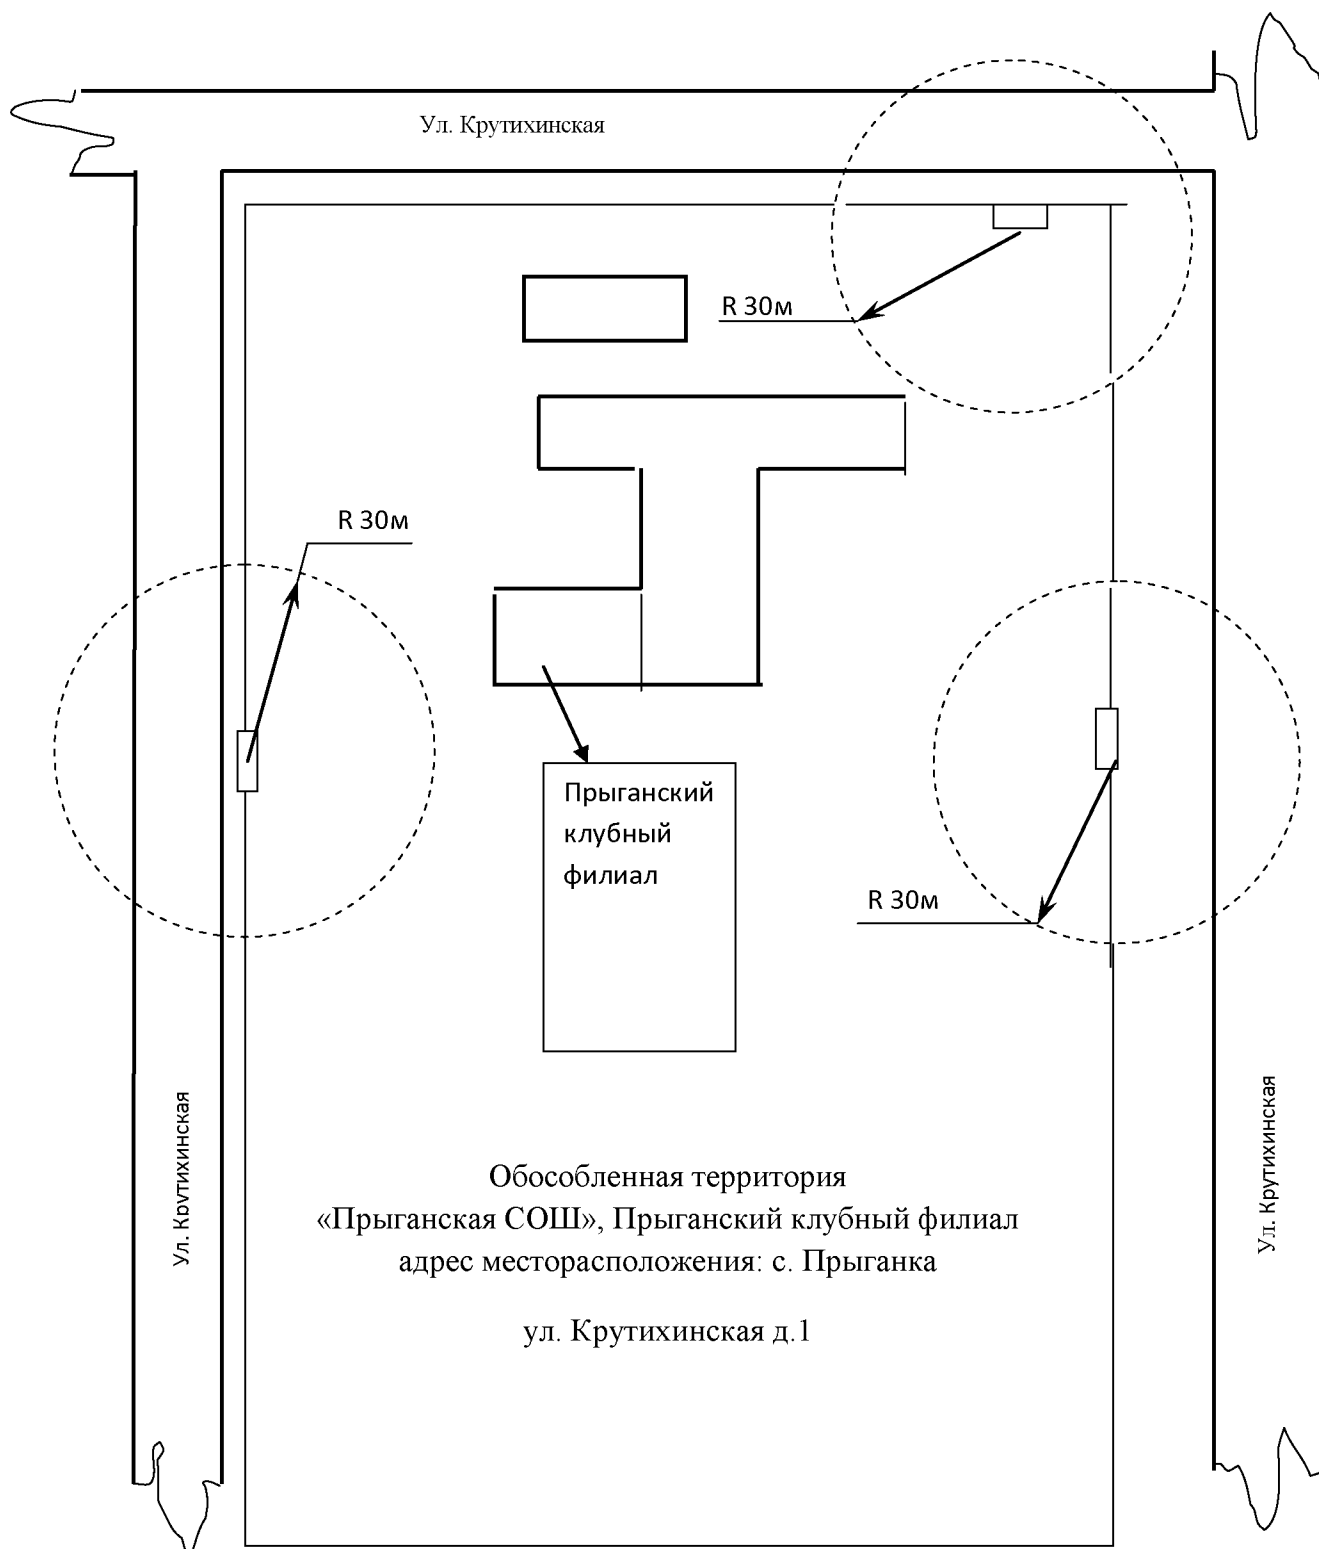 Ул. Крутихинская
R 30м
R 30м
Прыганский
клубный
филиал
R 30м
Ул. Крутихинская
Ул. Крутихинская
Обособленная территория
«Прыганская СОШ», Прыганский клубный филиал
адрес месторасположения: с. Прыганка
ул. Крутихинская д.1